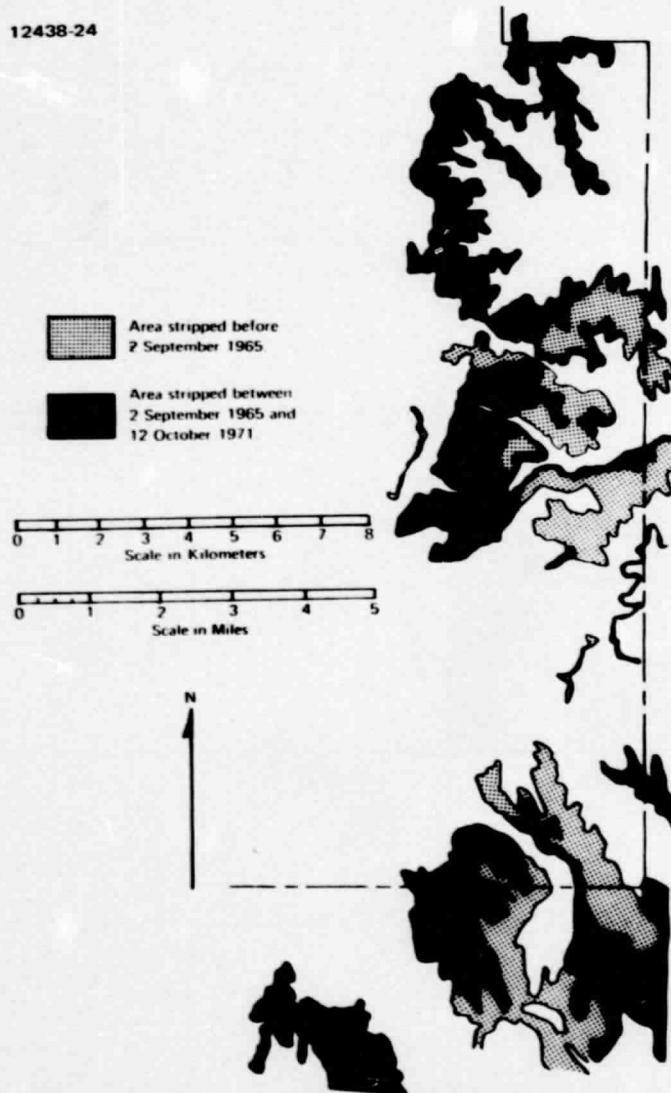 12438-24
Area stripped before
2 September 1965
Area stripped between
2 September 1965 and
12 October 1971
0 1 2 3 4 5 6 7 8
Scale in Kilometers
0 1 2 3 4 5
Scale in Miles
N